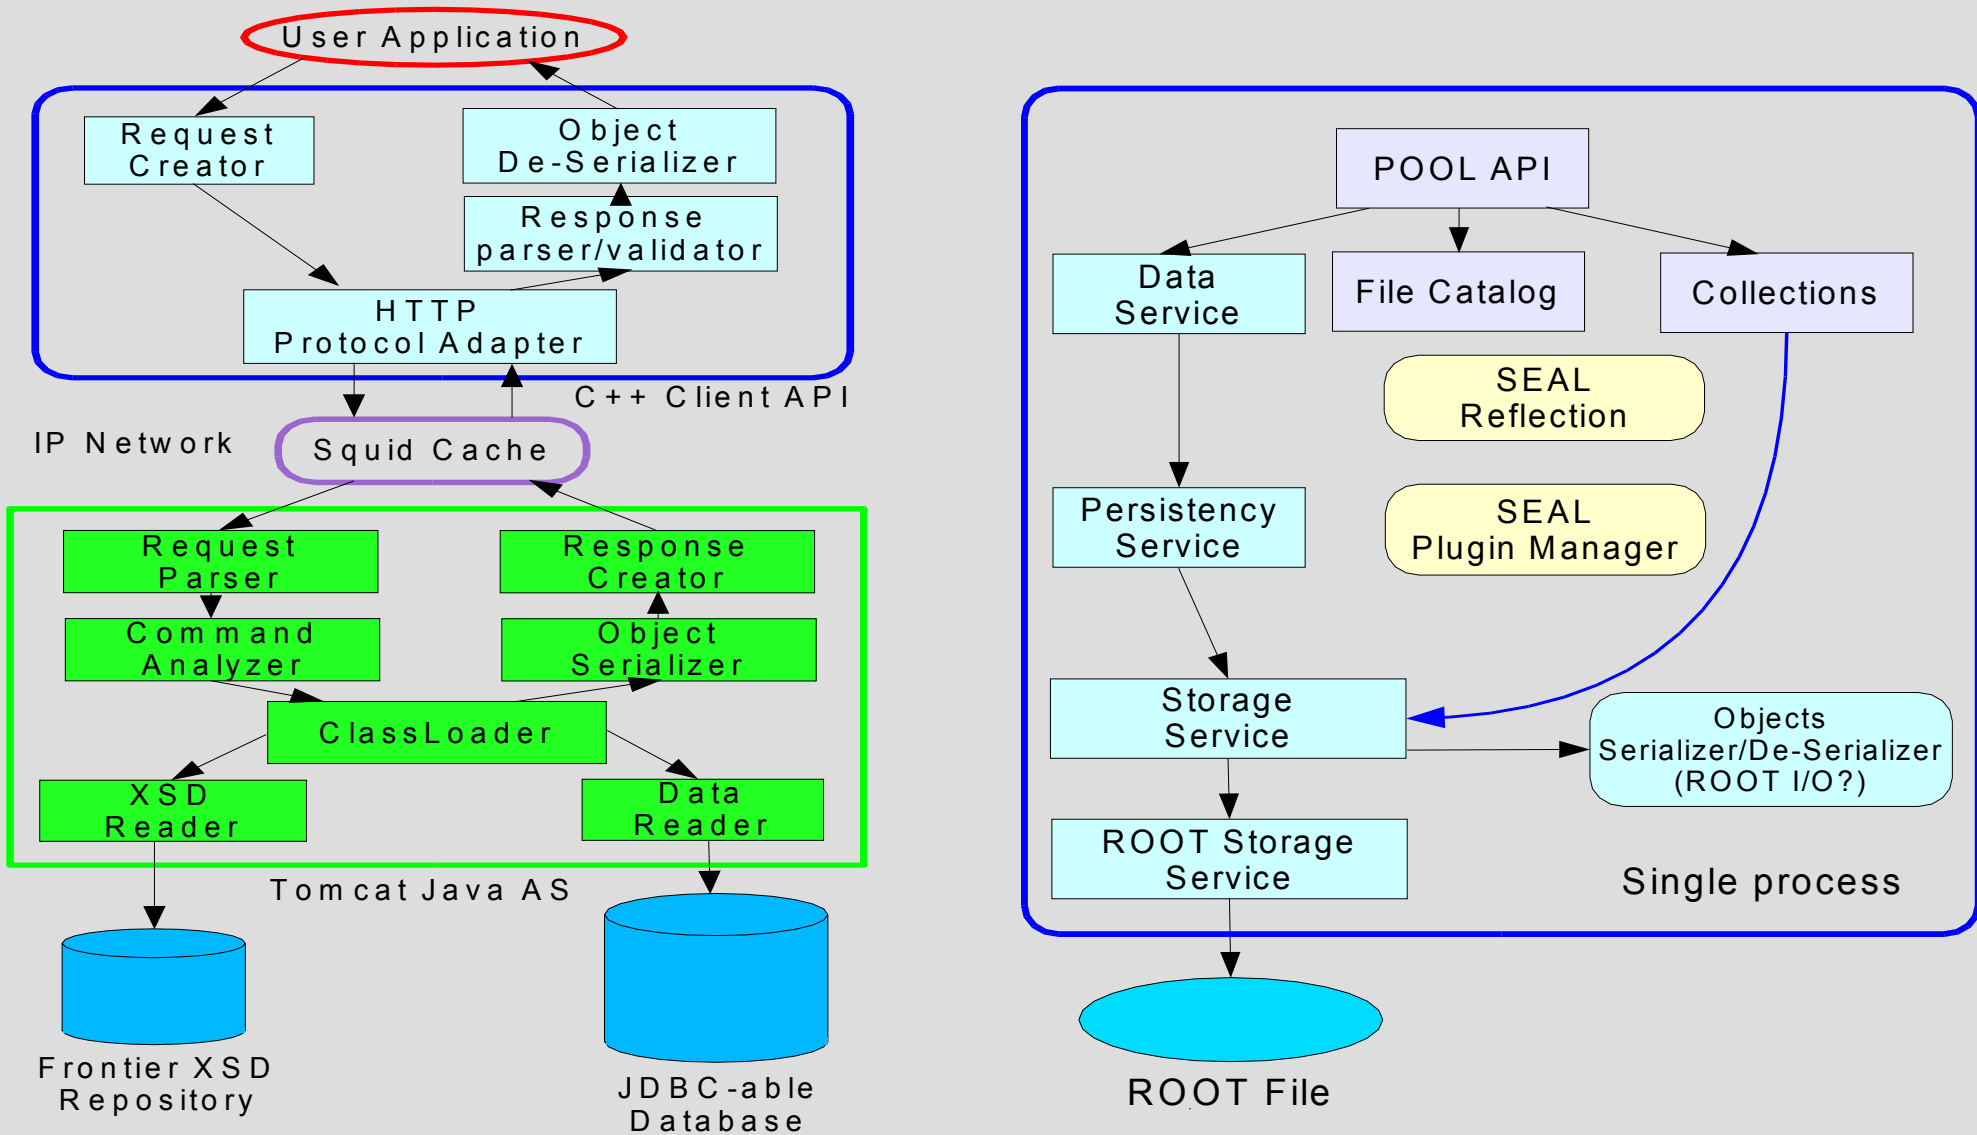 User Application
Request
Creator
Object
De-Serializer
Response
parser/validator
HTTP
Protocol Adapter
C++ Client API
IP Network
Squid Cache
Request
Parser
Response
Creator
Command
Analyzer
Object
Serializer
ClassLoader
XSD
Reader
Data
Reader
Tomcat Java AS
Frontier XSD
Repository
JDBC-able
Database
POOL API
Data
Service
File Catalog
Collections
SEAL
Reflection
Persistency
Service
SEAL
Plugin Manager
Storage
Service
Objects
Serializer/De-Serializer
(ROOT I/O?)
ROOT Storage
Service
Single process
ROOT File